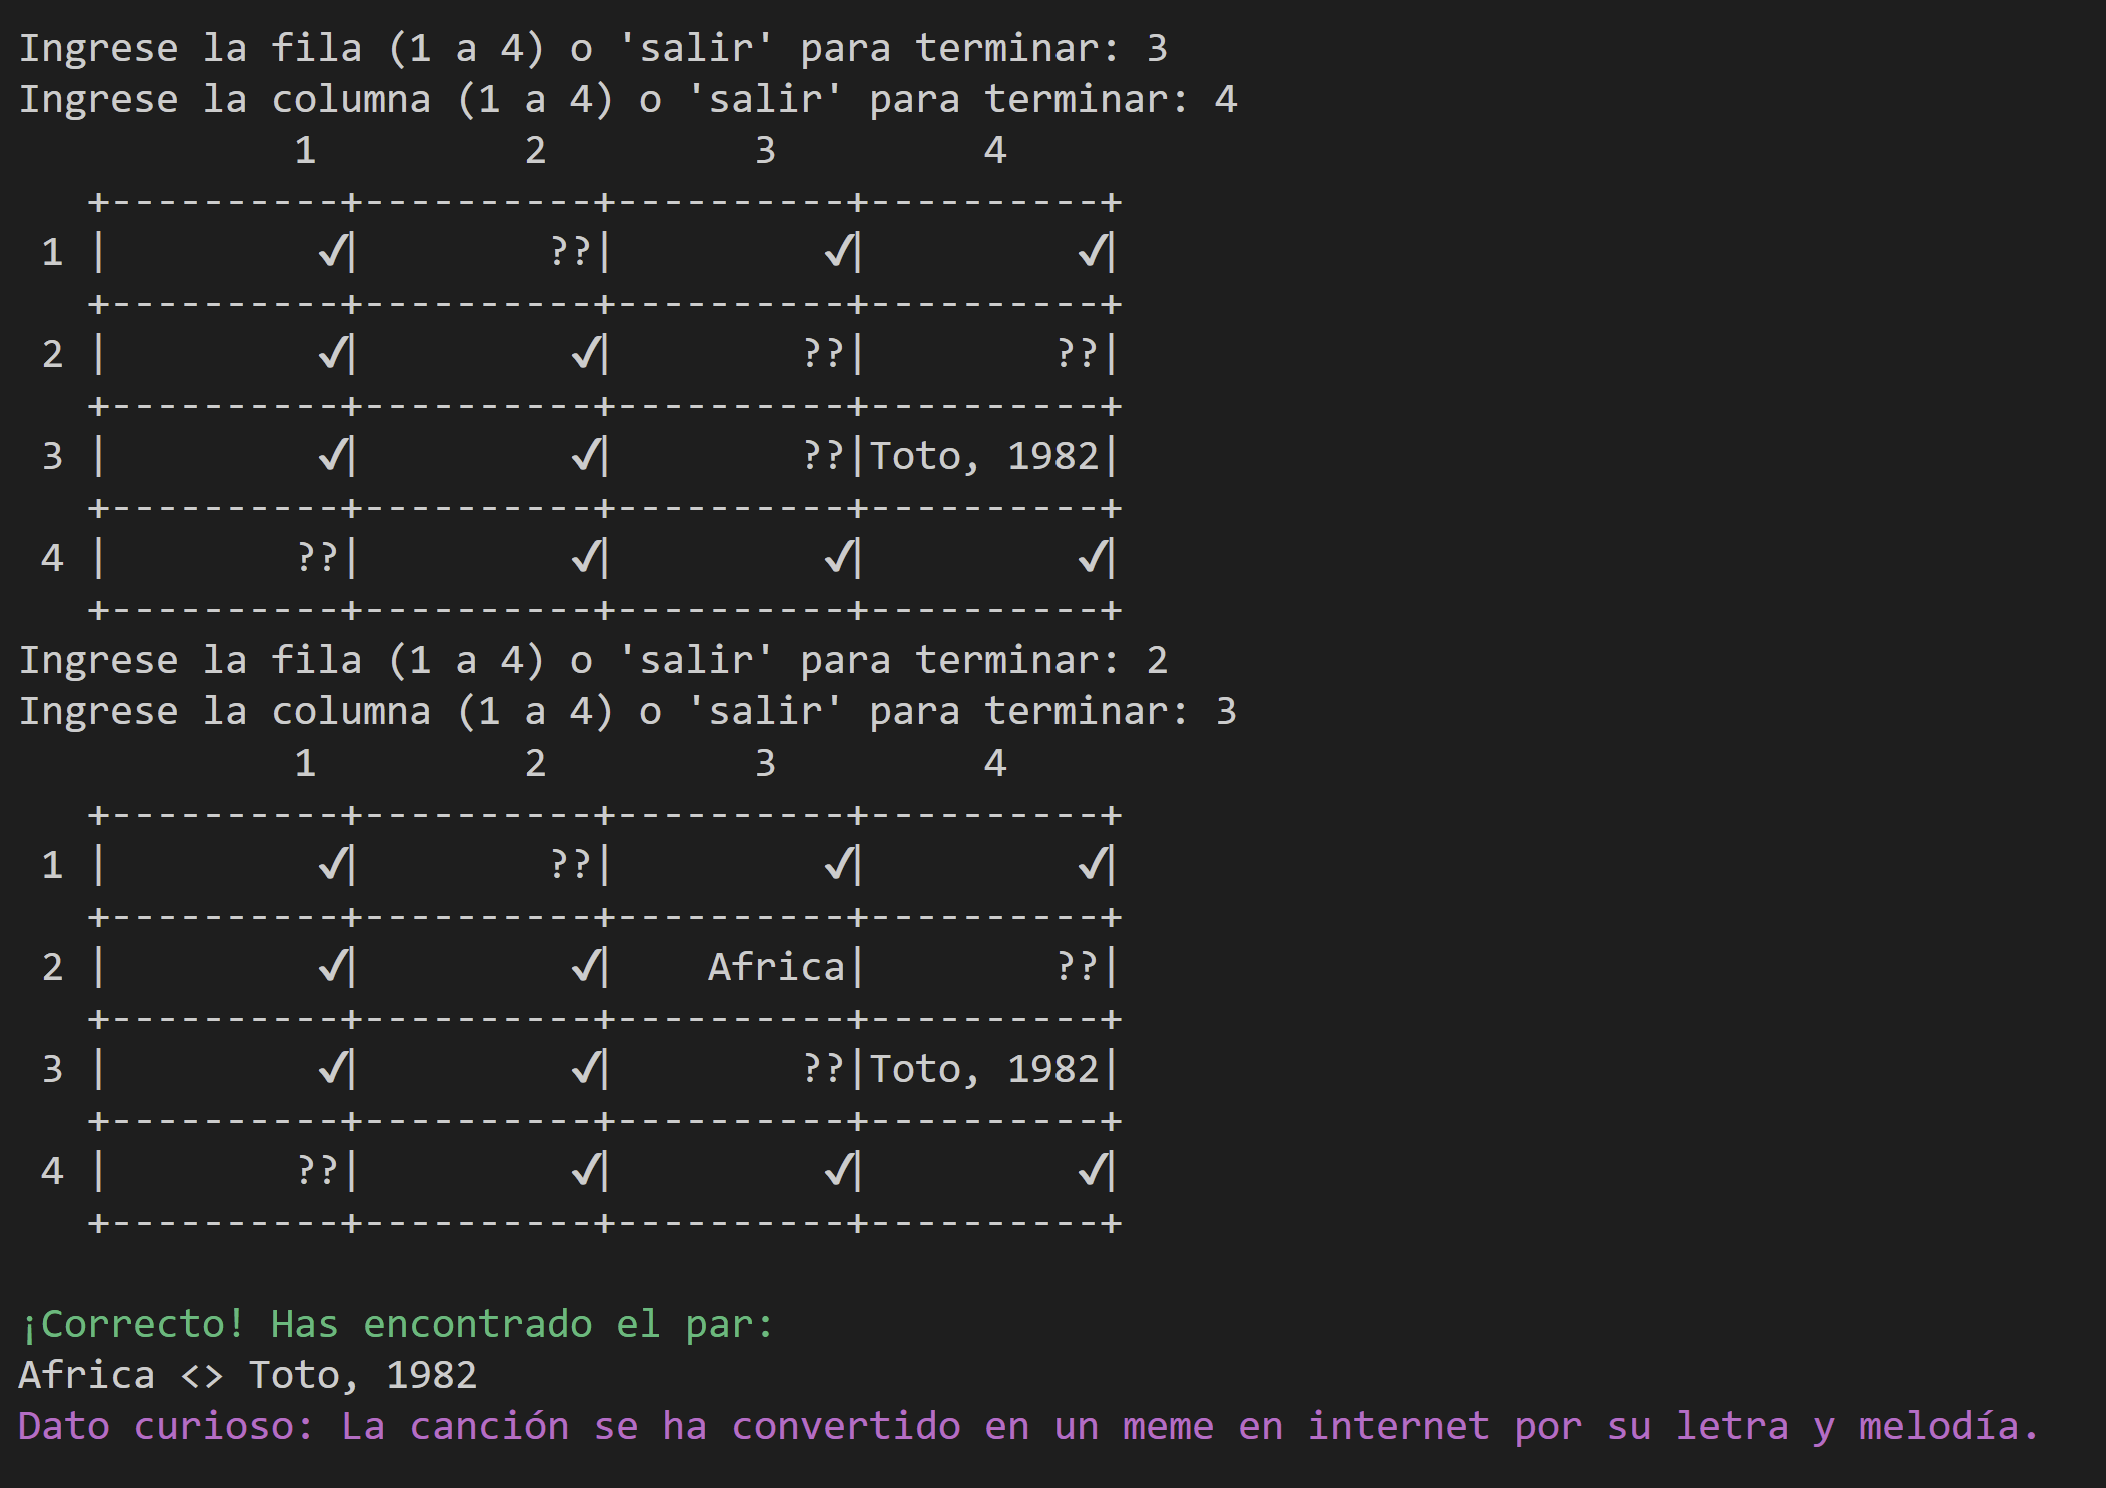 Ingrese la fila (1 a 4) o 'salir' para terminar: 3
Ingrese la columna (1 a 4) o 'salir' para terminar: 4
            1         2         3         4
   +----------+----------+----------+----------+
 1 |         ✓|        ??|         ✓|         ✓|
   +----------+----------+----------+----------+
 2 |         ✓|         ✓|        ??|        ??|
   +----------+----------+----------+----------+
 3 |         ✓|         ✓|        ??|Toto, 1982|
   +----------+----------+----------+----------+
 4 |        ??|         ✓|         ✓|         ✓|
   +----------+----------+----------+----------+
Ingrese la fila (1 a 4) o 'salir' para terminar: 2
Ingrese la columna (1 a 4) o 'salir' para terminar: 3
            1         2         3         4
   +----------+----------+----------+----------+
 1 |         ✓|        ??|         ✓|         ✓|
   +----------+----------+----------+----------+
 2 |         ✓|         ✓|    Africa|        ??|
   +----------+----------+----------+----------+
 3 |         ✓|         ✓|        ??|Toto, 1982|
   +----------+----------+----------+----------+
 4 |        ??|         ✓|         ✓|         ✓|
   +----------+----------+----------+----------+
¡Correcto! Has encontrado el par:
Africa <> Toto, 1982
Dato curioso: La canción se ha convertido en un meme en internet por su letra y melodía.